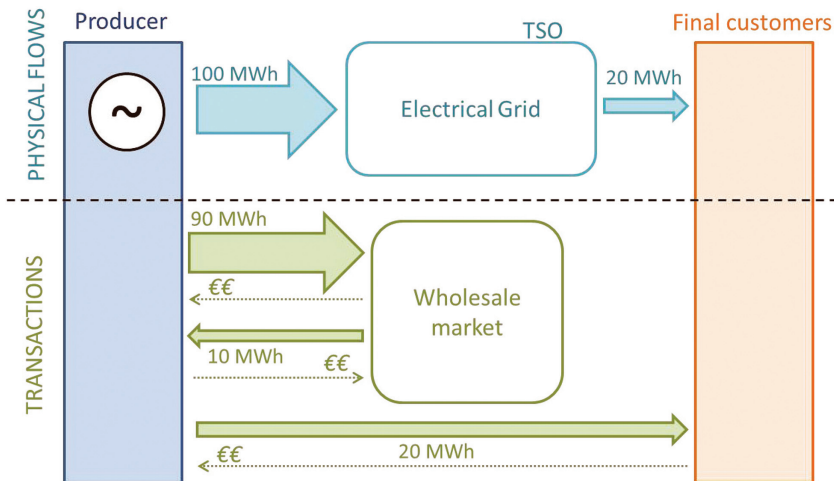 Producer
TSO
Final customers
PHYSICAL FLOWS
100 MWh
20 MWh
~
Electrical Grid
90 MWh
€€
Wholesale
market
10 MWh
€€
TRANSACTIONS
€€
20 MWh